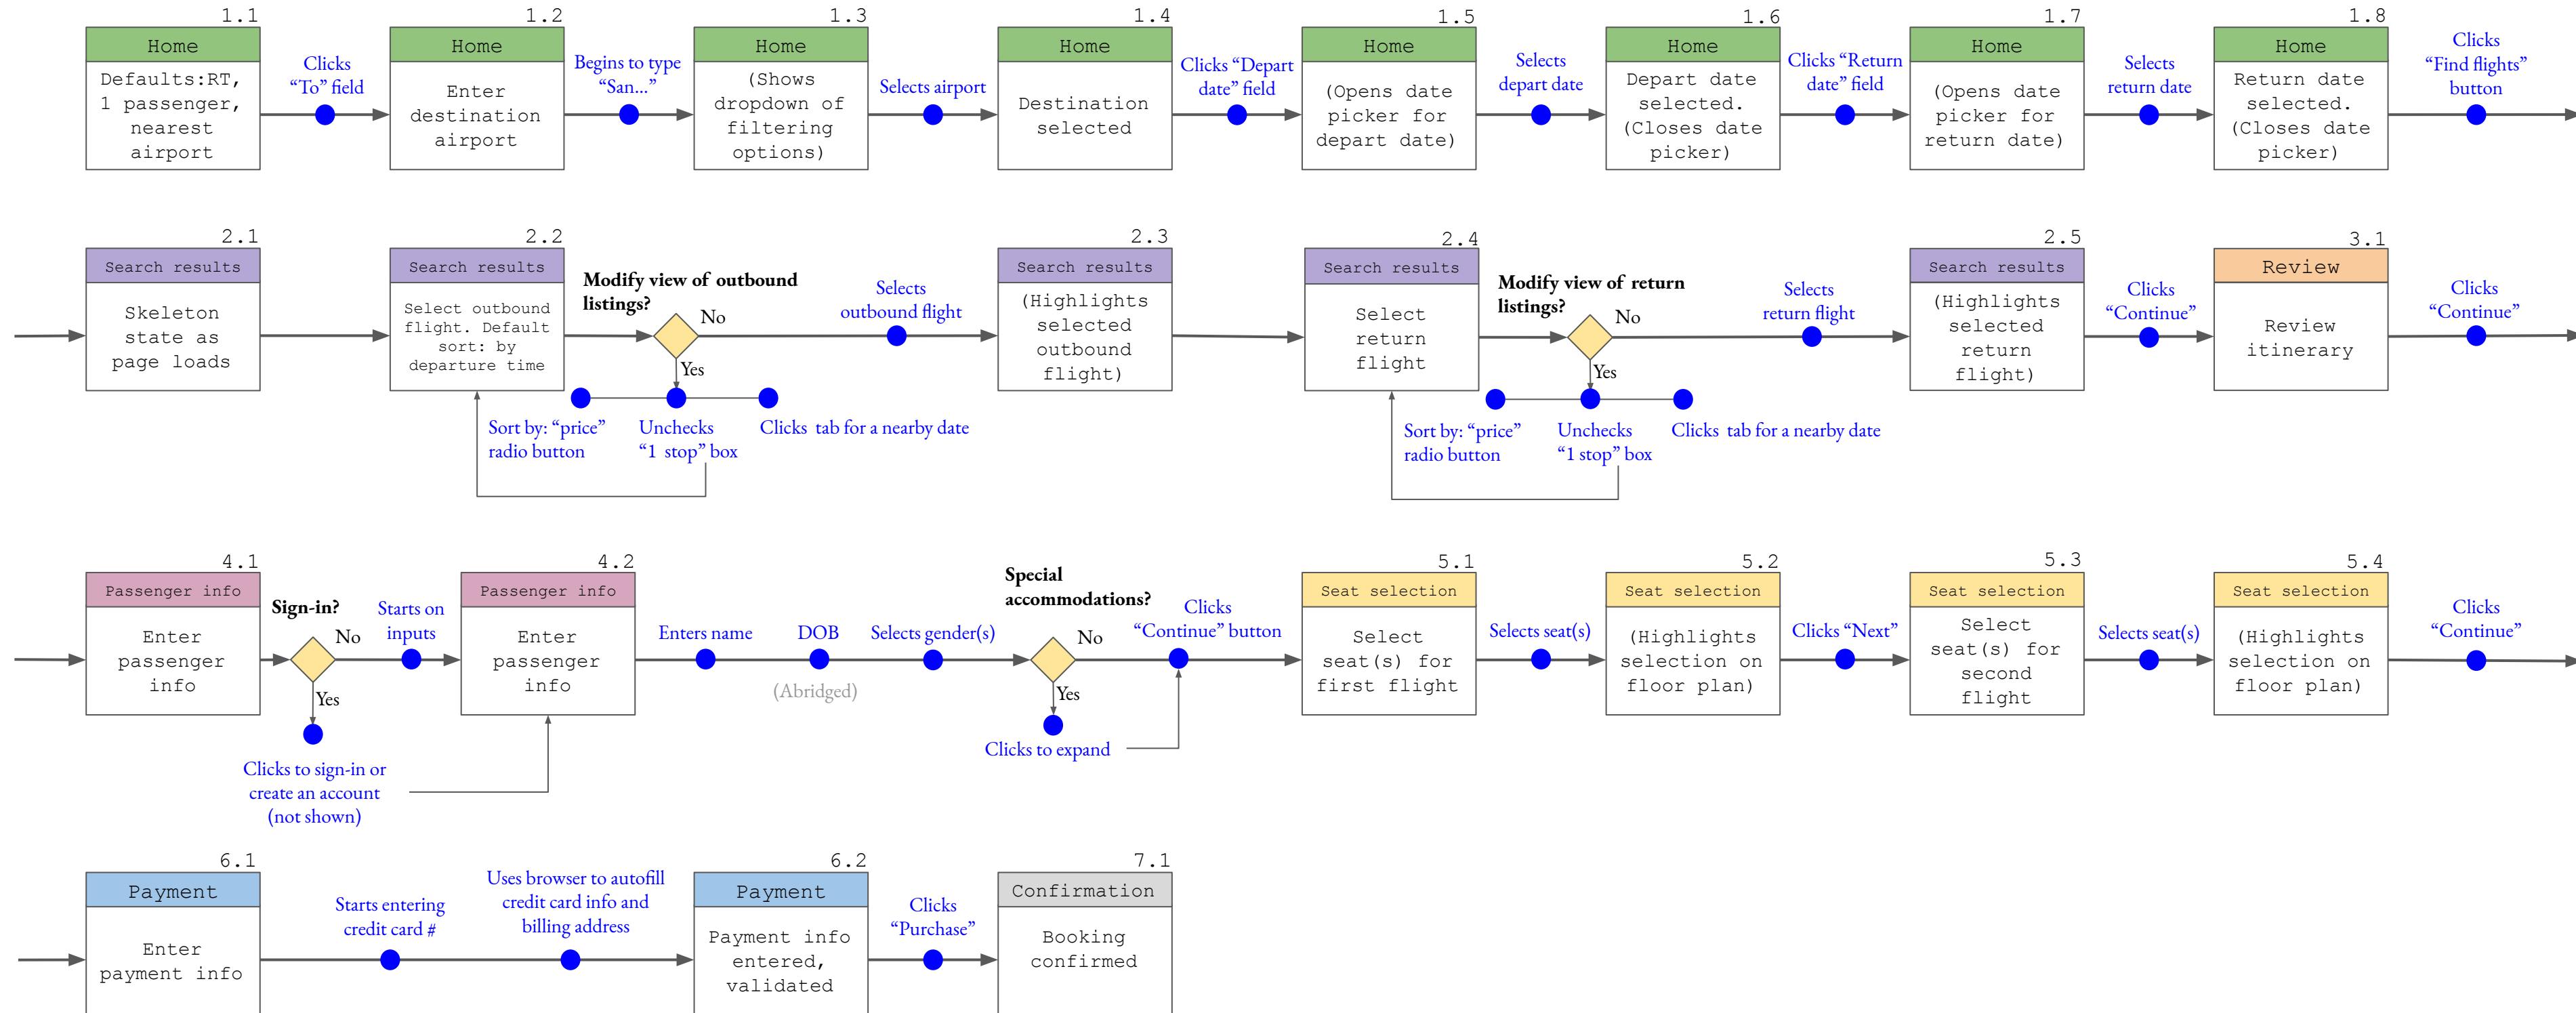 1.1
Home
Defaults:RT,
1 passenger,
nearest
airport
Clicks
“To” field
1.2
Home
Enter
destination
airport
Begins to type
“San...”
1.3
Home
(Shows
dropdown of
filtering
options)
Selects airport
1.4
Home
Destination
selected
Clicks “Depart
date” field
1.5
Home
(Opens date
picker for
depart date)
Selects
depart date
1.6
Home
Depart date
selected.
(Closes date
picker)
Clicks “Return
date” field
1.7
Home
(Opens date
picker for
return date)
Selects
return date
1.8
Home
Return date
selected.
(Closes date
picker)
Clicks
“Find flights”
button
2.1
Search results
Skeleton
state as
page loads
2.2
Search results
Select outbound
flight. Default
sort: by
departure time
Modify view of outbound
listings?
No
Yes
Sort by: “price”
radio button
Unchecks
“1 stop” box
Clicks tab for a nearby date
Selects
outbound flight
2.3
Search results
(Highlights
selected
outbound
flight)
2.4
Search results
Select
return
flight
Modify view of return
listings?
No
Yes
Sort by: “price”
radio button
Unchecks
“1 stop” box
Clicks tab for a nearby date
Selects
return flight
2.5
Search results
(Highlights
selected
return
flight)
Clicks
“Continue”
3.1
Review
Review
itinerary
Clicks
“Continue”
4.1
Passenger info
Enter
passenger
info
Sign-in?
No
Yes
Clicks to sign-in or
create an account
(not shown)
Starts on
inputs
4.2
Passenger info
Enter
passenger
info
Enters name
DOB
(Abridged)
Selects gender(s)
Special
accommodations?
No
Yes
Clicks to expand
Clicks
“Continue” button
5.1
Seat selection
Select
seat(s) for
first flight
Selects seat(s)
5.2
Seat selection
(Highlights
selection on
floor plan)
Clicks “Next”
5.3
Seat selection
Select
seat(s) for
second
flight
Selects seat(s)
5.4
Seat selection
(Highlights
selection on
floor plan)
Clicks
“Continue”
6.1
Payment
Enter
payment info
Starts entering
credit card #
Uses browser to autofill
credit card info and
billing address
6.2
Payment
Payment info
entered,
validated
Clicks
“Purchase”
7.1
Confirmation
Booking
confirmed